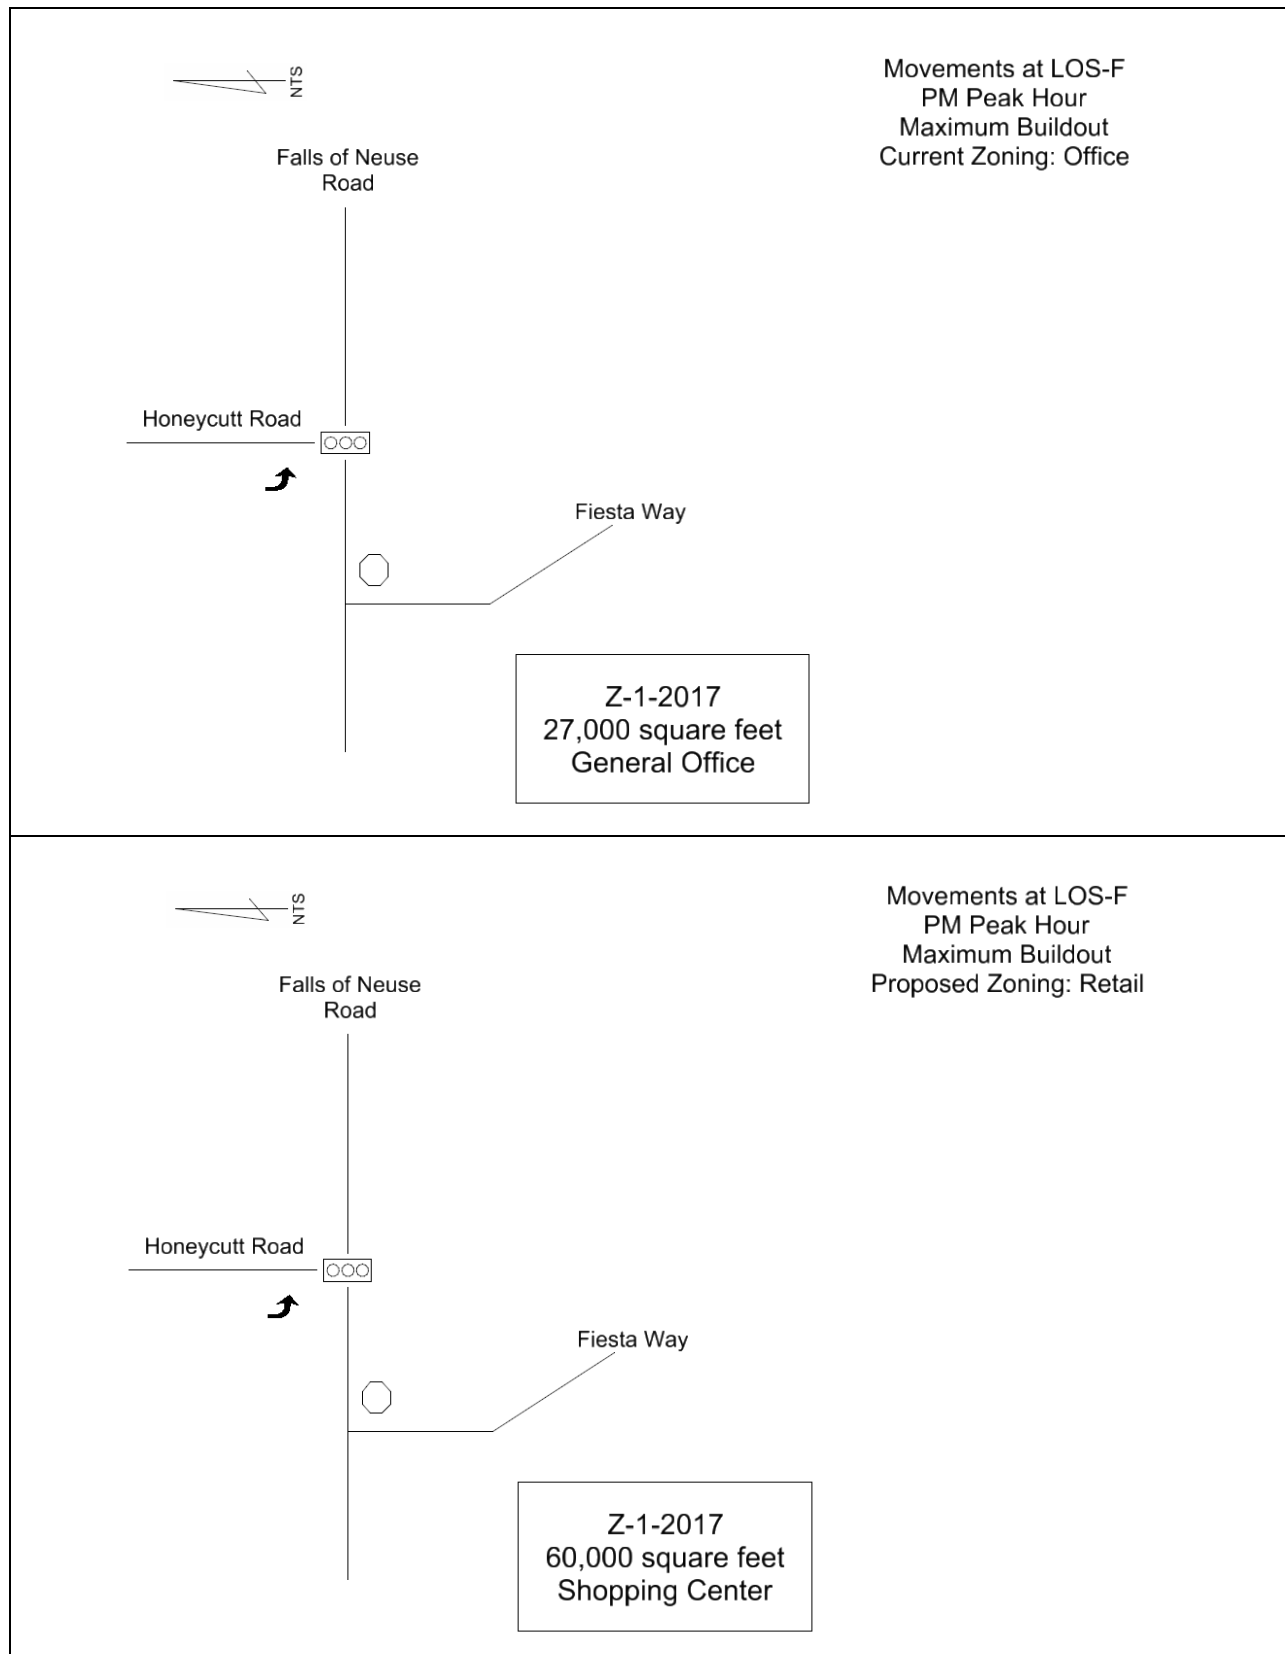 NTS
Movements at LOS-F
PM Peak Hour
Maximum Buildout
Current Zoning: Office
Falls of Neuse
Road
Honeycutt Road
Fiesta Way
Z-1-2017
27,000 square feet
General Office
NTS
Movements at LOS-F
PM Peak Hour
Maximum Buildout
Proposed Zoning: Retail
Falls of Neuse
Road
Honeycutt Road
Fiesta Way
Z-1-2017
60,000 square feet
Shopping Center